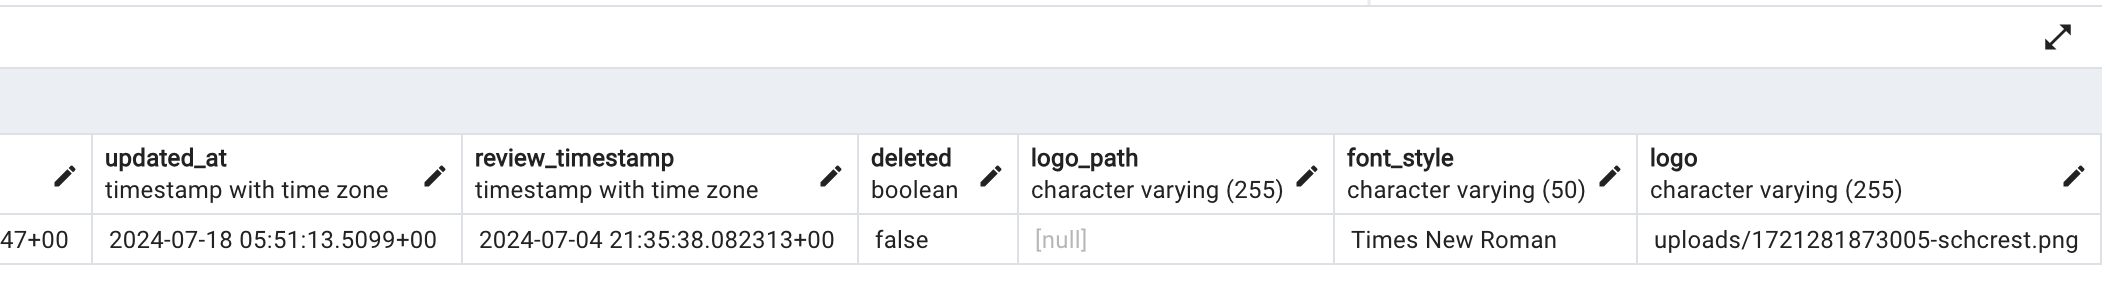 updated_at review_timestamp deleted logo_path font_style logo
timestamp with time zone timestamp with time zone boolean character varying (255) character varying (50) character varying (255)
47+00 2024-07-18 05:51:13.5099+00 2024-07-04 21:35:38.082313+00 false [null] Times New Roman uploads/1721281873005-schcrest.png